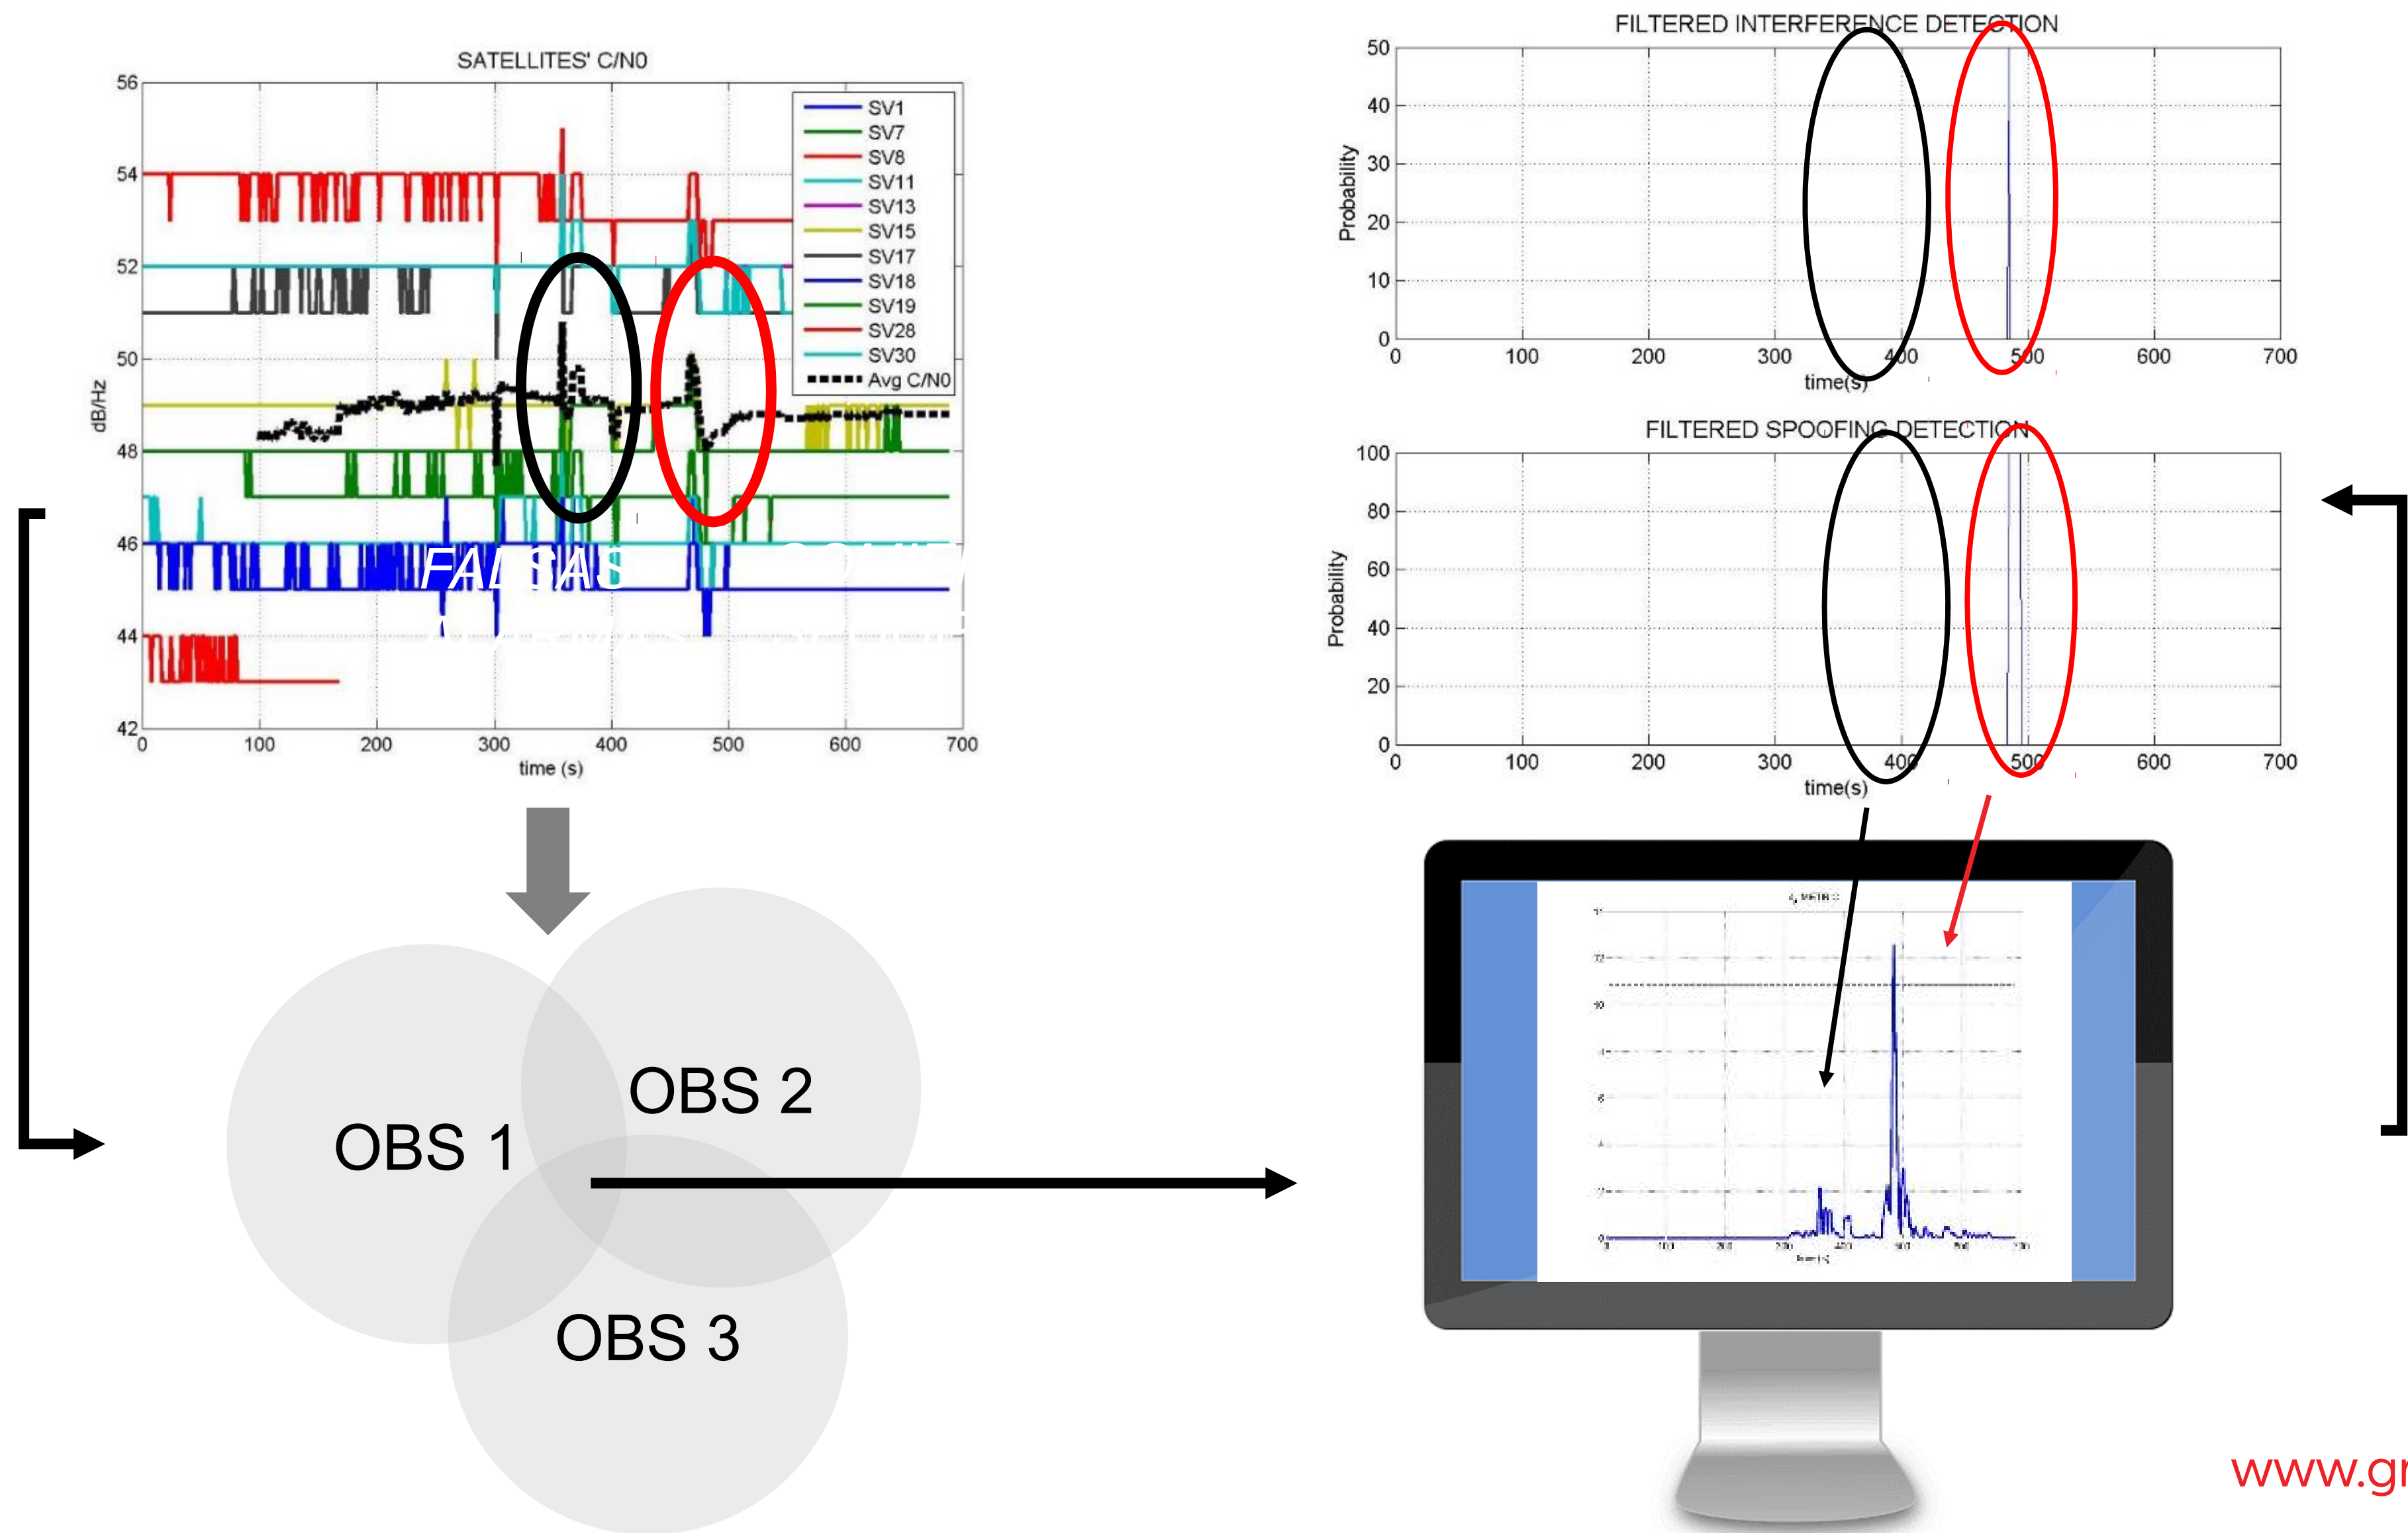 SATELLITES' C/N0
56
54
52
50
48
46
44
42
dB/Hz
0 100 200 300 400 500 600 700
time (s)
SV1
SV7
SV8
SV11
SV13
SV15
SV17
SV18
SV19
SV28
SV30
Avg C/N0
FALSAS
FILTERED INTERFERENCE DETECTION
50
40
30
20
10
0
Probability
0 100 200 300 400 500 600 700
time(s)
FILTERED SPOOFING DETECTION
100
80
60
40
20
0
Probability
0 100 200 300 400 500 600 700
time(s)
OBS 1
OBS 2
OBS 3
METRIC
www.gr